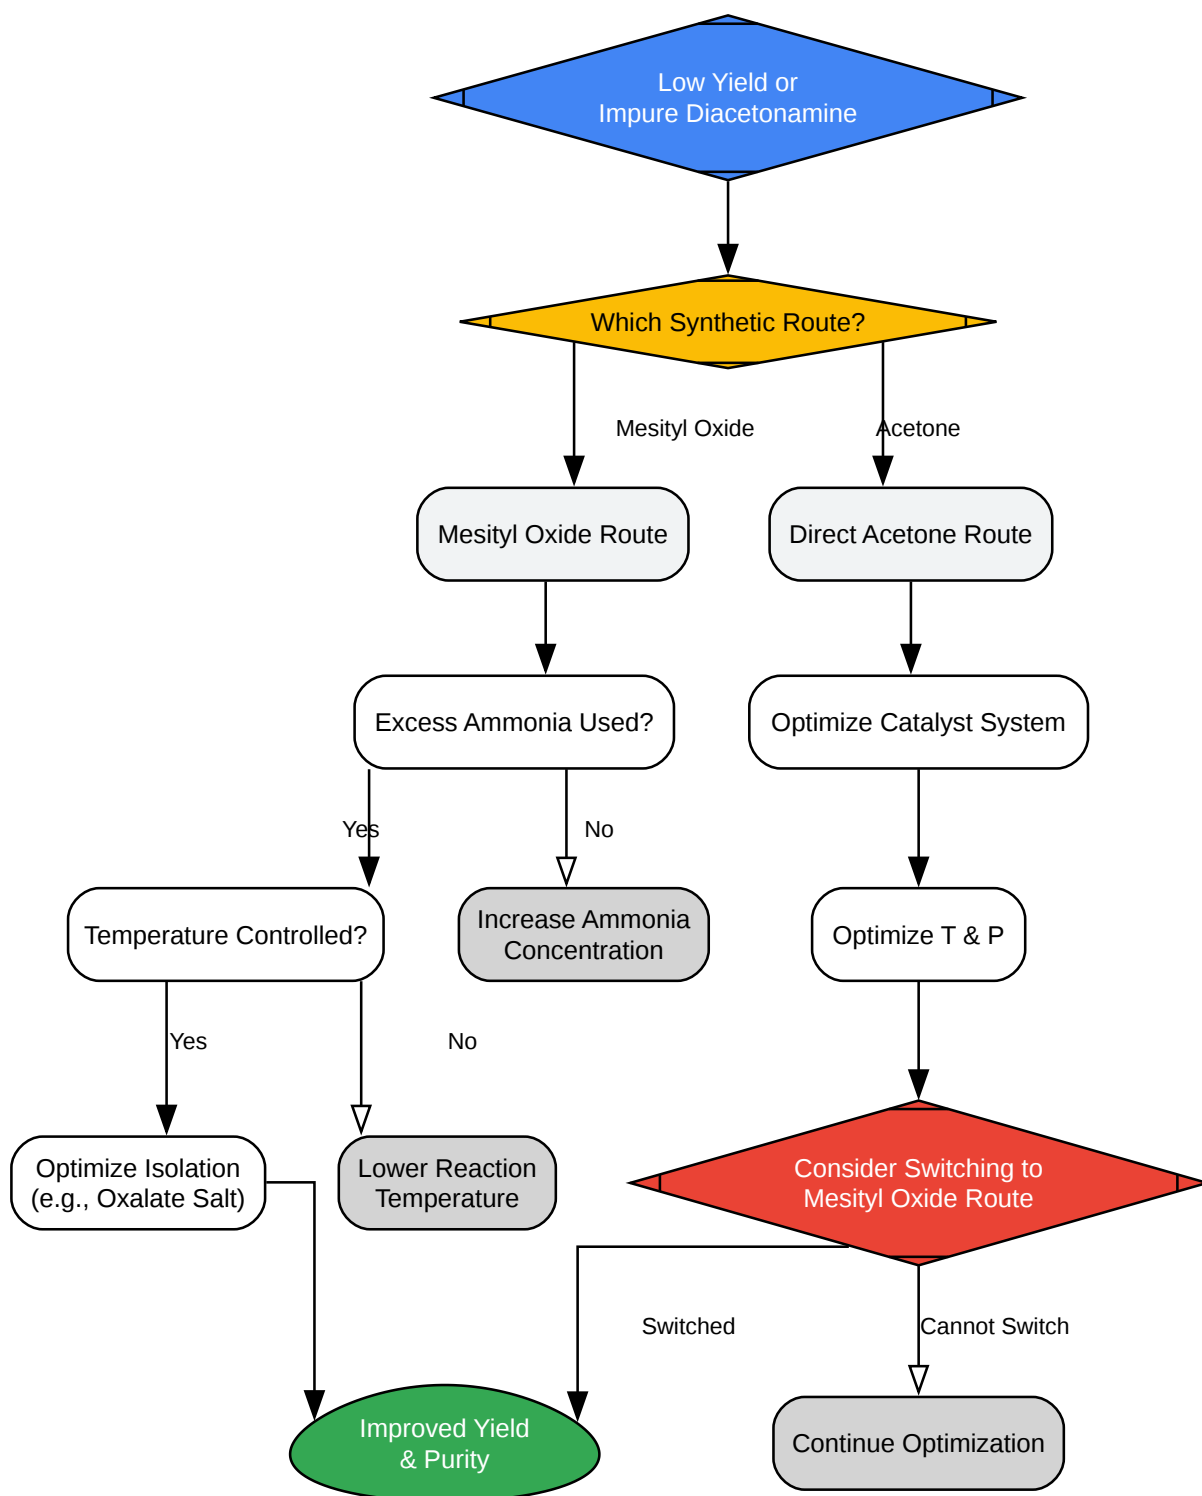 Low Yield or
Impure Diacetonamine
Which Synthetic Route?
Mesityl Oxide
Acetone
Mesityl Oxide Route
Direct Acetone Route
Excess Ammonia Used?
Optimize Catalyst System
Yes
No
Temperature Controlled?
Increase Ammonia
Concentration
Optimize T & P
Yes
No
Optimize Isolation
(e.g., Oxalate Salt)
Lower Reaction
Temperature
Consider Switching to
Mesityl Oxide Route
Switched
Cannot Switch
Improved Yield
& Purity
Continue Optimization